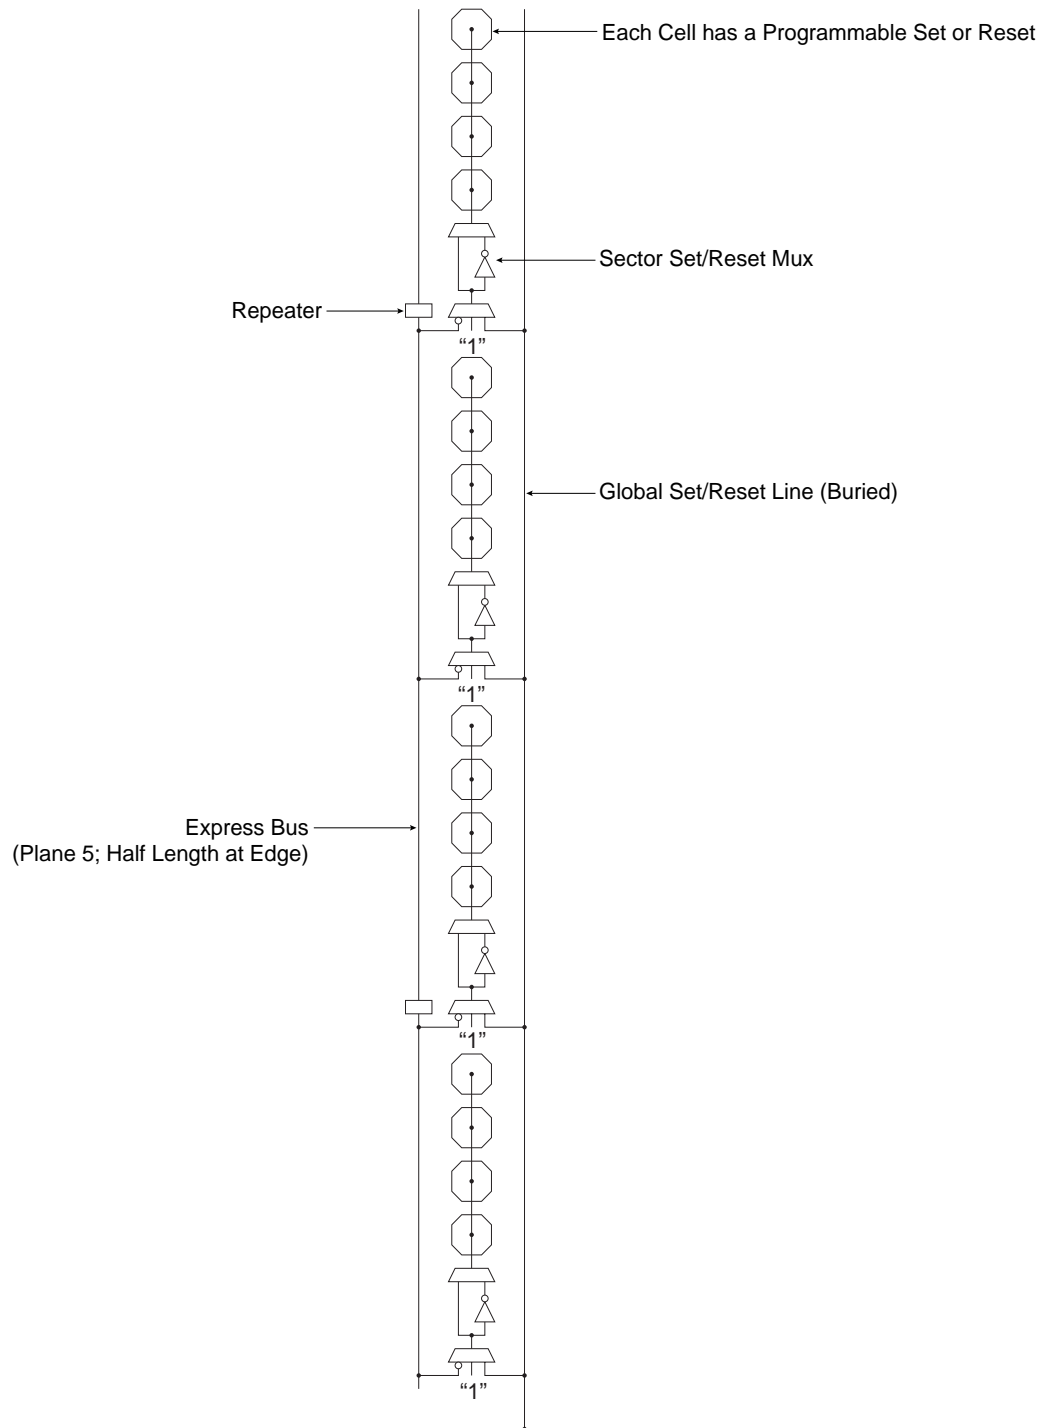 Each Cell has a Programmable Set or Reset
Sector Set/Reset Mux
Repeater
“1”
Global Set/Reset Line (Buried)
“1”
Express Bus
(Plane 5; Half Length at Edge)
“1”
“1”